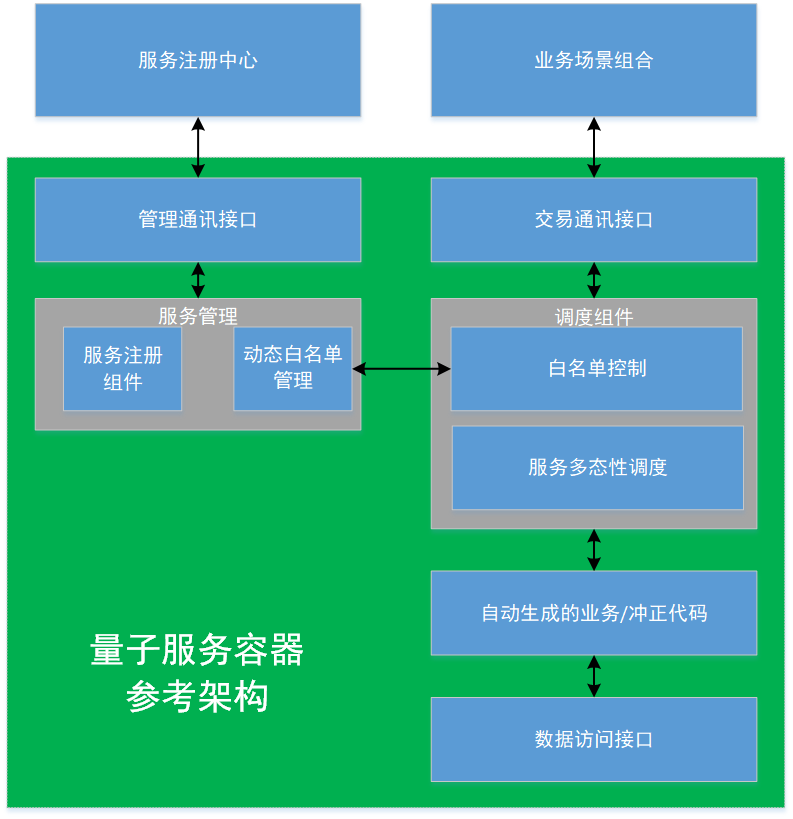 服务注册中心
业务场景组合
管理通讯接口
交易通讯接口
服务管理
服务注册
组件
动态白名单
管理
调度组件
白名单控制
服务多态性调度
自动生成的业务/冲正代码
数据访问接口
量子服务容器
参考架构